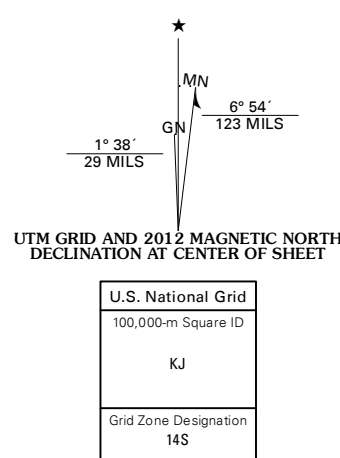 ★
MN
6° 54´
123 MILS
GN
1° 38´
29 MILS
UTM GRID AND 2012 MAGNETIC NORTH
DECLINATION AT CENTER OF SHEET
U.S. National Grid
100,000-m Square ID
KJ
Grid Zone Designation
14S